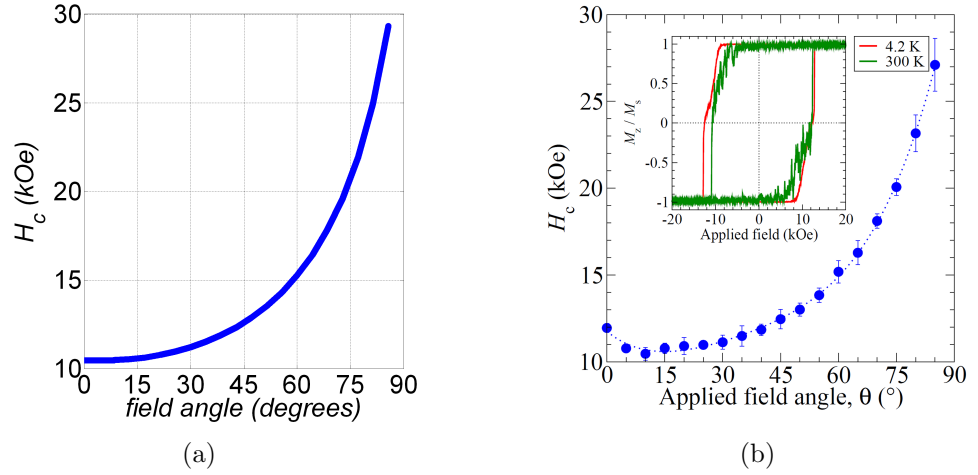 (a)
30
25
20
15
10
H_c (kOe)
0 15 30 45 60 75 90
field angle (degrees)
(b)
30
25
20
15
10
H_c (kOe)
1
0.5
0
-0.5
-1
M_z / M_s
-20 -10 0 10 20
Applied field (kOe)
4.2 K
300 K
0 15 30 45 60 75 90
Applied field angle, θ (°)
(a)
(b)